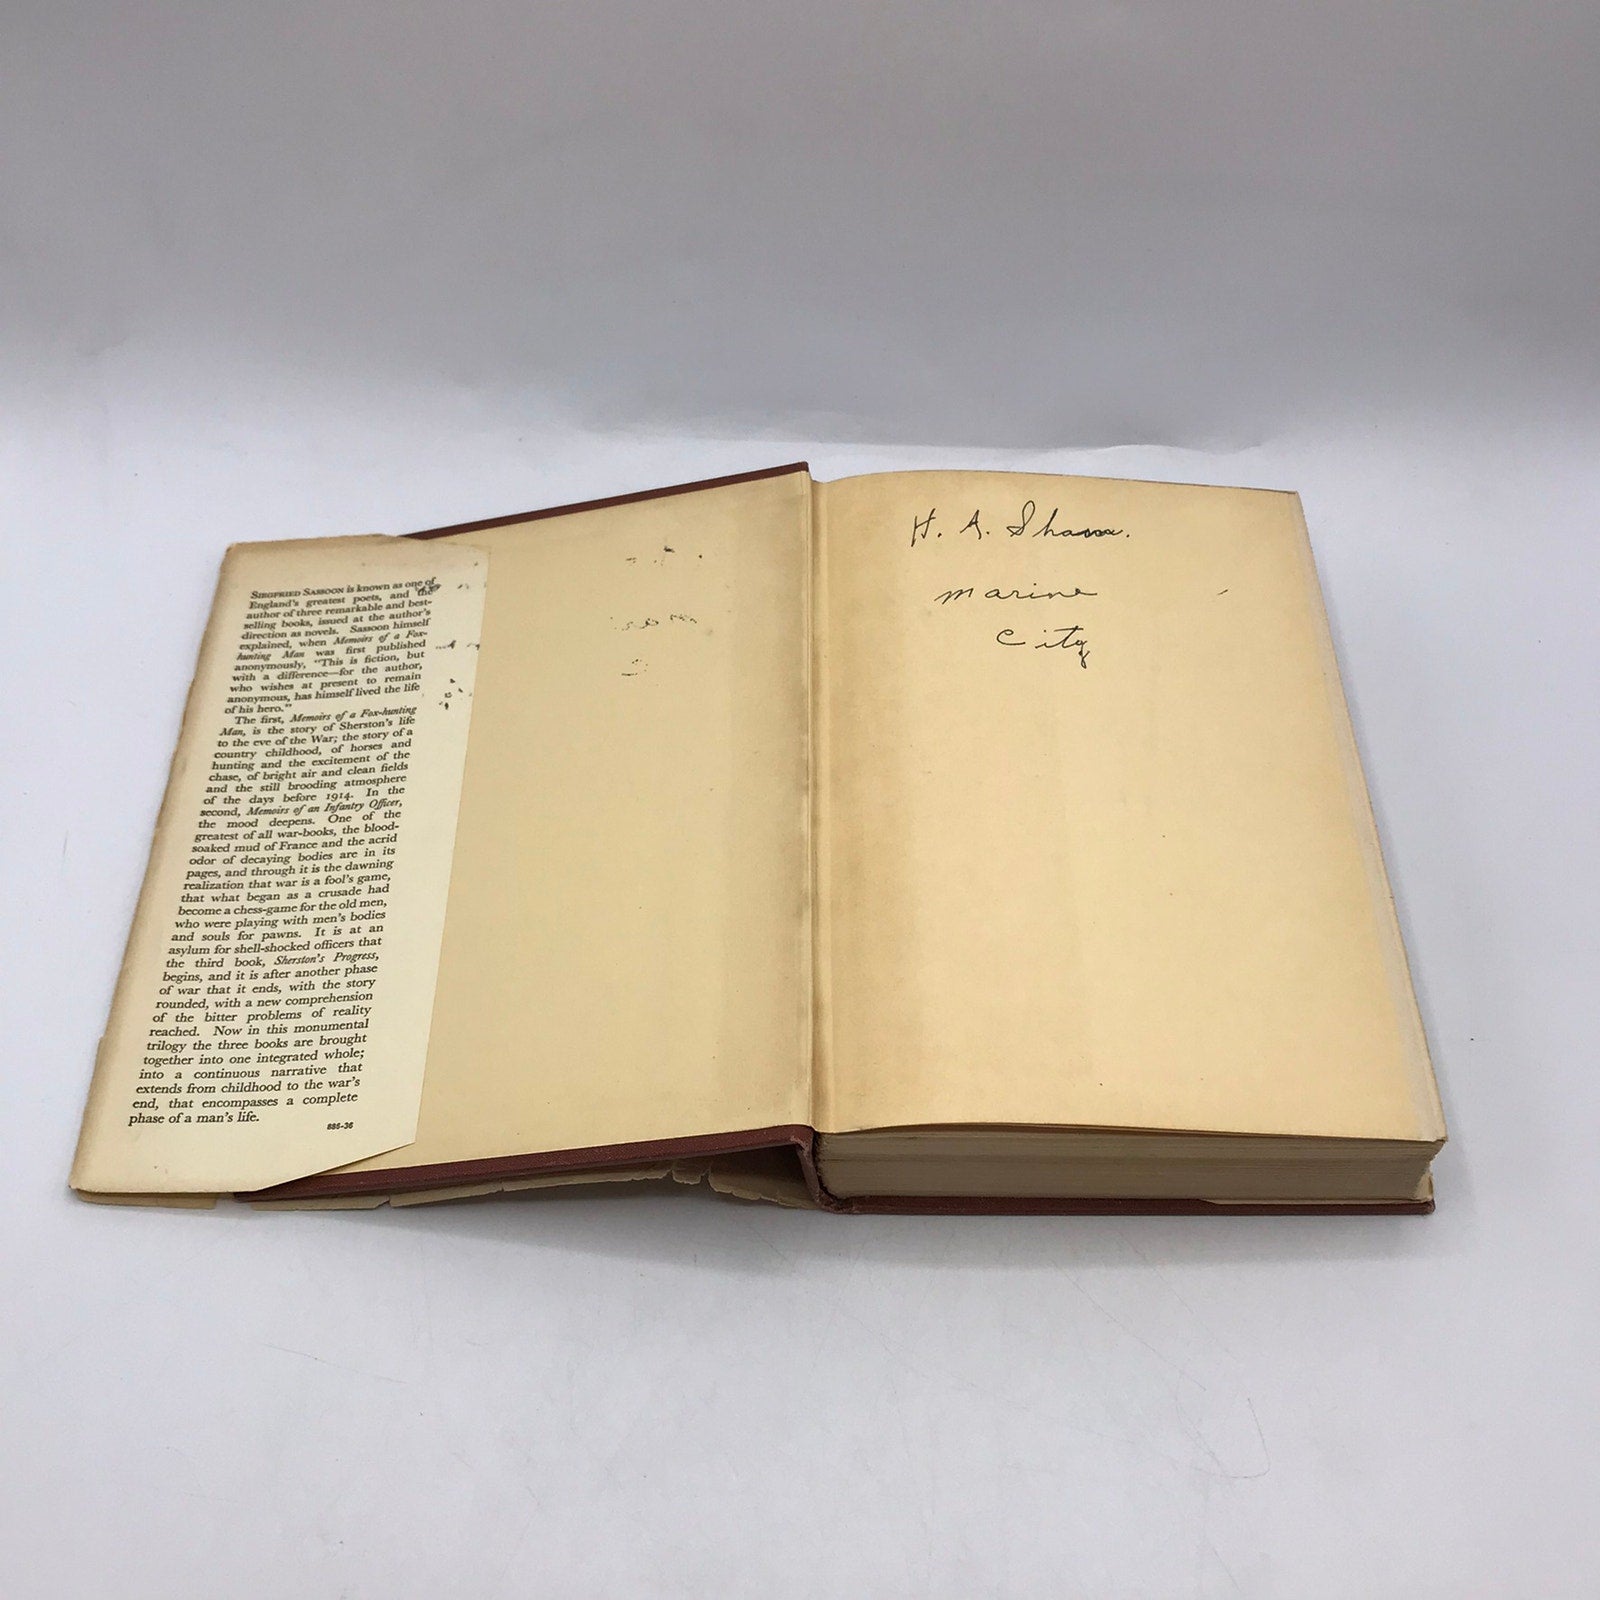 SIEGFRIED SASSOON is known as one of
England's greatest poets, and the
author of three remarkable and best-
selling books, issued at the author's
direction as novels. Sassoon himself
explained, when Memoirs of a Fox-
hunting Man was first published
anonymously, "This is fiction, but
with a difference—for the author,
who wishes at present to remain
anonymous, has himself lived the life
of his hero."
The first, Memoirs of a Fox-hunting
Man, is the story of Sherston's life
to the eve of the War; the story of a
country childhood, of horses and
hunting and the excitement of the
chase, of bright air and clean fields
and the still brooding atmosphere
of the days before 1914. In the
second, Memoirs of an Infantry Officer,
the mood deepens. One of the
greatest of all war-books, the blood-
soaked mud of France and the acrid
odor of decaying bodies are in its
pages, and through it is the dawning
realization that war is a fool's game,
that what began as a crusade had
become a chess-game for the old men,
who were playing with men's bodies
and souls for pawns. It is at an
asylum for shell-shocked officers that
the third book, Sherston's Progress,
begins, and it is after another phase
of war that it ends, with the story
rounded, with a new comprehension
of the bitter problems of reality
reached. Now in this monumental
trilogy the three books are brought
together into one integrated whole;
into a continuous narrative that
extends from childhood to the war's
end, that encompasses a complete
phase of a man's life.
886-36
H. A.
Marine
City